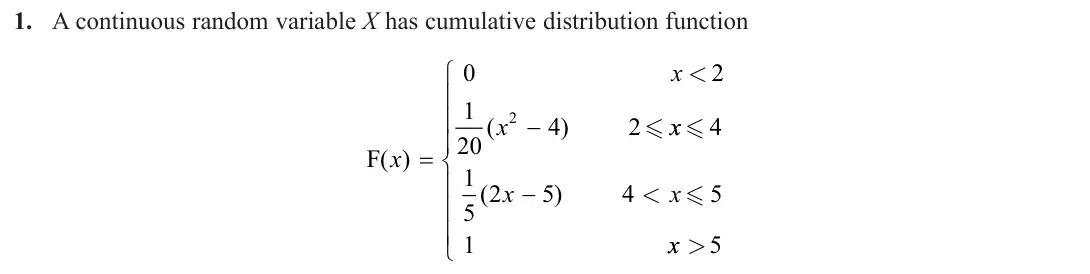 1. A continuous random variable X has cumulative distribution function
F(x) = { 0 x < 2
1/20 (x² − 4) 2 ⩽ x ⩽ 4
1/5 (2x − 5) 4 < x ⩽ 5
1 x > 5